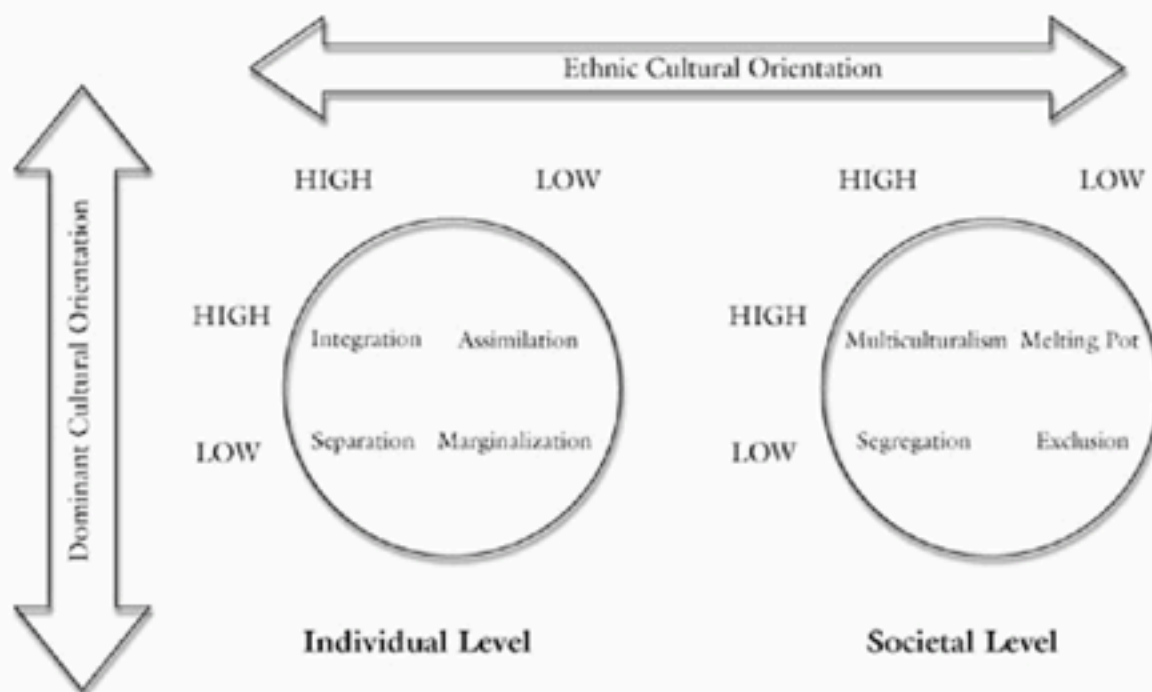 Ethnic Cultural Orientation
Dominant Cultural Orientation
HIGH LOW HIGH LOW
HIGH HIGH
Integration Assimilation Multiculturalism Melting Pot
LOW LOW
Separation Marginalization Segregation Exclusion
Individual Level Societal Level